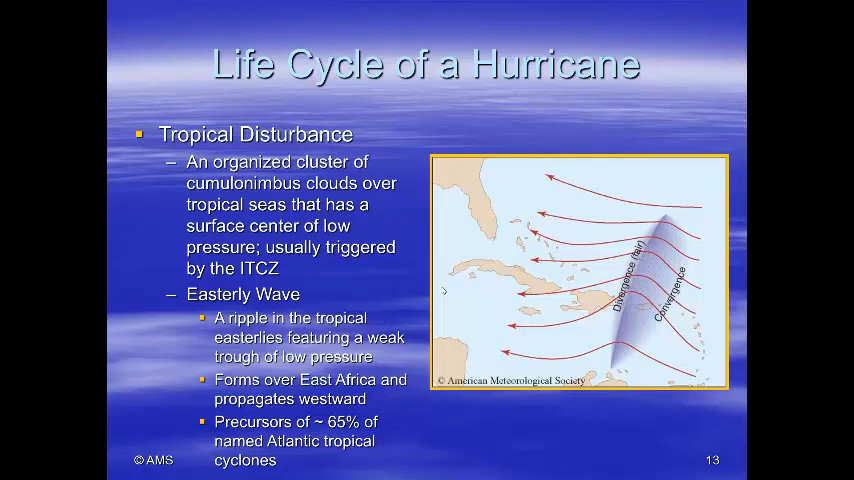 Life Cycle of a Hurricane
▪ Tropical Disturbance
– An organized cluster of
cumulonimbus clouds over
tropical seas that has a
surface center of low
pressure; usually triggered
by the ITCZ
– Easterly Wave
▪ A ripple in the tropical
easterlies featuring a weak
trough of low pressure
▪ Forms over East Africa and
propagates westward
▪ Precursors of ~ 65% of
named Atlantic tropical
cyclones
Divergence (fair)
Convergence
© American Meteorological Society
© AMS
13